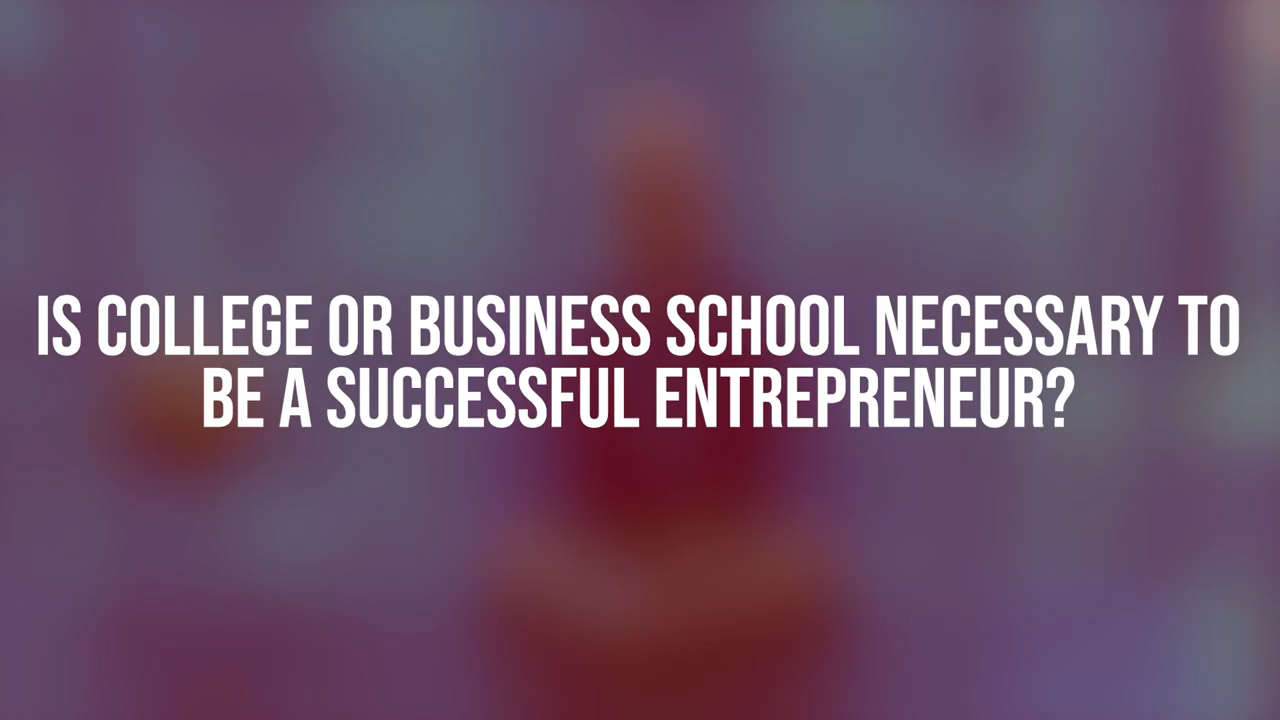 IS COLLEGE OR BUSINESS SCHOOL NECESSARY TO
BE A SUCCESSFUL ENTREPRENEUR?